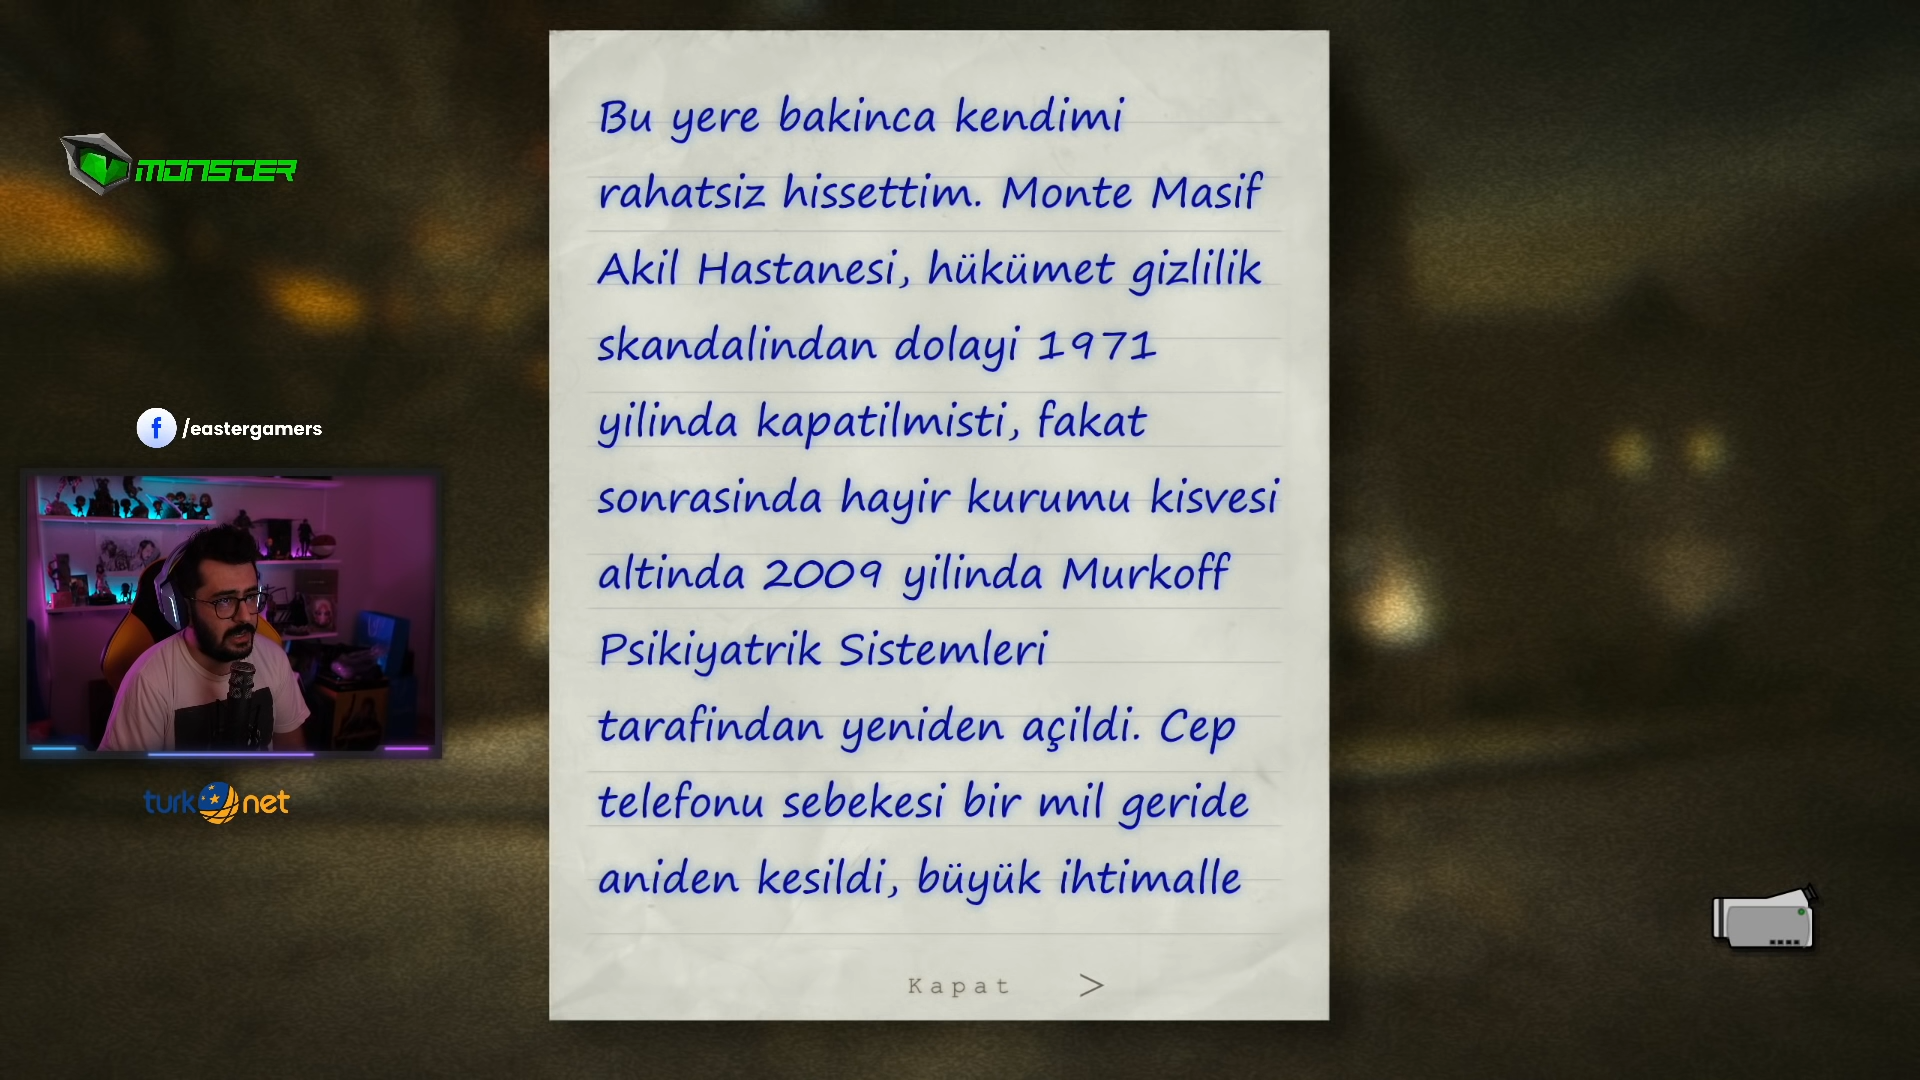 MONSTER
/eastergamers
turk net
Bu yere bakinca kendimi
rahatsiz hissettim. Monte Masif
Akil Hastanesi, hükümet gizlilik
skandalindan dolayi 1971
yilinda kapatilmisti, fakat
sonrasinda hayir kurumu kisvesi
altinda 2009 yilinda Murkoff
Psikiyatrik Sistemleri
tarafindan yeniden açildi. Cep
telefonu sebekesi bir mil geride
aniden kesildi, büyük ihtimalle
Kapat >